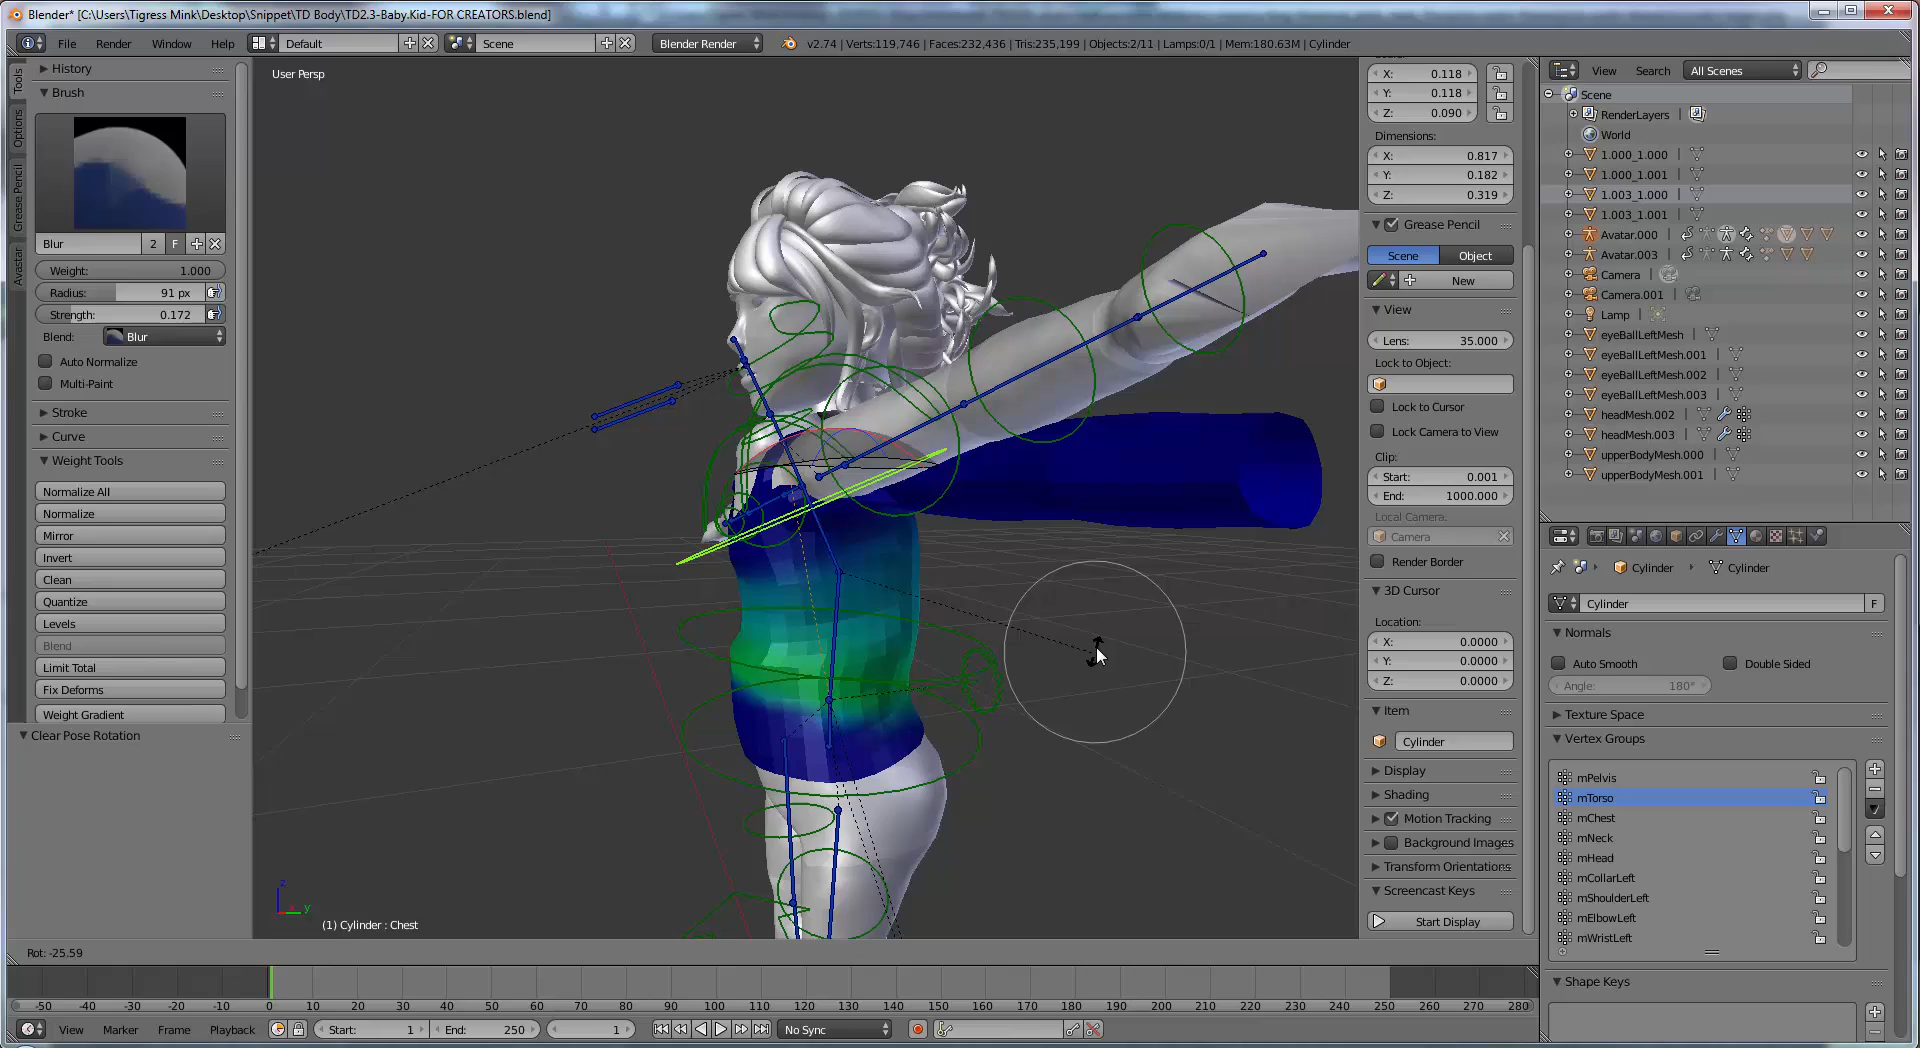 Blender* [C:\Users\Tigress Mink\Desktop\Snippet\TD Body\TD2.3-Baby.Kid-FOR CREATORS.blend]
File Render Window Help Default Scene Blender Render v2.74 | Verts:119,746 | Faces:232,436 | Tris:235,199 | Objects:2/11 | Lamps:0/1 | Mem:180.63M | Cylinder
Tools
Options
Grease Pencil
Avastar
History
Brush
Blur 2 F
Weight: 1.000
Radius: 91 px
Strength: 0.172
Blend: Blur
Auto Normalize
Multi-Paint
Stroke
Curve
Weight Tools
Normalize All
Normalize
Mirror
Invert
Clean
Quantize
Levels
Blend
Limit Total
Fix Deforms
Weight Gradient
Clear Pose Rotation
User Persp
z
y
(1) Cylinder : Chest
Rot: -25.59
X: 0.118
Y: 0.118
Z: 0.090
Dimensions:
X: 0.817
Y: 0.182
Z: 0.319
Grease Pencil
Scene Object
New
View
Lens: 35.000
Lock to Object:
Lock to Cursor
Lock Camera to View
Clip:
Start: 0.001
End: 1000.000
Local Camera:
Camera
Render Border
3D Cursor
Location:
X: 0.0000
Y: 0.0000
Z: 0.0000
Item
Cylinder
Display
Shading
Motion Tracking
Background Images
Transform Orientations
Screencast Keys
Start Display
View Search All Scenes
Scene
RenderLayers
World
1.000_1.000
1.000_1.001
1.003_1.000
1.003_1.001
Avatar.000
Avatar.003
Camera
Camera.001
Lamp
eyeBallLeftMesh
eyeBallLeftMesh.001
eyeBallLeftMesh.002
eyeBallLeftMesh.003
headMesh.002
headMesh.003
upperBodyMesh.000
upperBodyMesh.001
Cylinder Cylinder
Cylinder F
Normals
Auto Smooth Double Sided
Angle: 180°
Texture Space
Vertex Groups
mPelvis
mTorso
mChest
mNeck
mHead
mCollarLeft
mShoulderLeft
mElbowLeft
mWristLeft
Shape Keys
-50 -40 -30 -20 -10 0 10 20 30 40 50 60 70 80 90 100 110 120 130 140 150 160 170 180 190 200 210 220 230 240 250 260 270 280
View Marker Frame Playback Start: 1 End: 250 1 No Sync